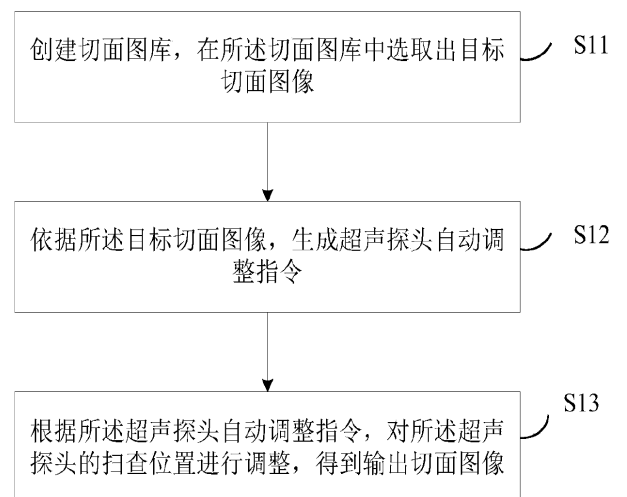 创建切面图库，在所述切面图库中选取出目标
切面图像
S11
依据所述目标切面图像，生成超声探头自动调
整指令
S12
根据所述超声探头自动调整指令，对所述超声
探头的扫查位置进行调整，得到输出切面图像
S13